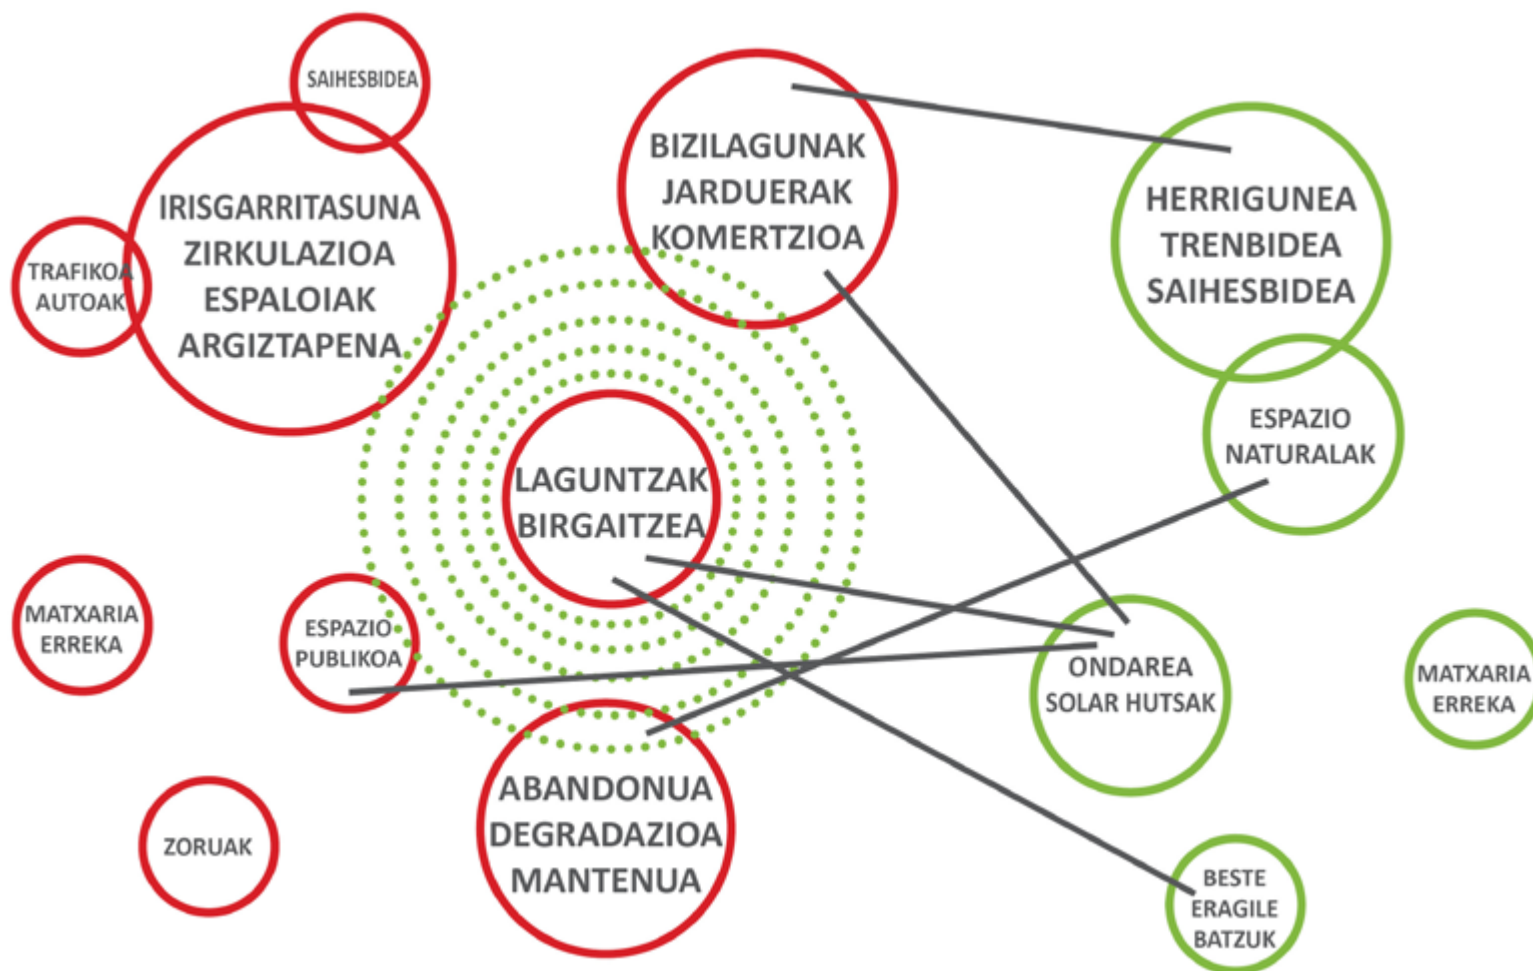 SAIHESBIDEA
IRISGARRITASUNA
ZIRKULAZIOA
ESPALOIAK
ARGIZTAPENA
TRAFIKOA
AUTOAK
BIZILAGUNAK
JARDUERAK
KOMERTZIOA
HERRIGUNEA
TRENBIDEA
SAIHESBIDEA
ESPAZIO
NATURALAK
LAGUNTZAK
BIRGAITZEA
MATXARIA
ERREKA
ESPAZIO
PUBLIKOA
ONDAREA
SOLAR HUTSAK
MATXARIA
ERREKA
ZORUAK
ABANDONUA
DEGRADAZIOA
MANTENUA
BESTE
ERAGILE
BATZUK